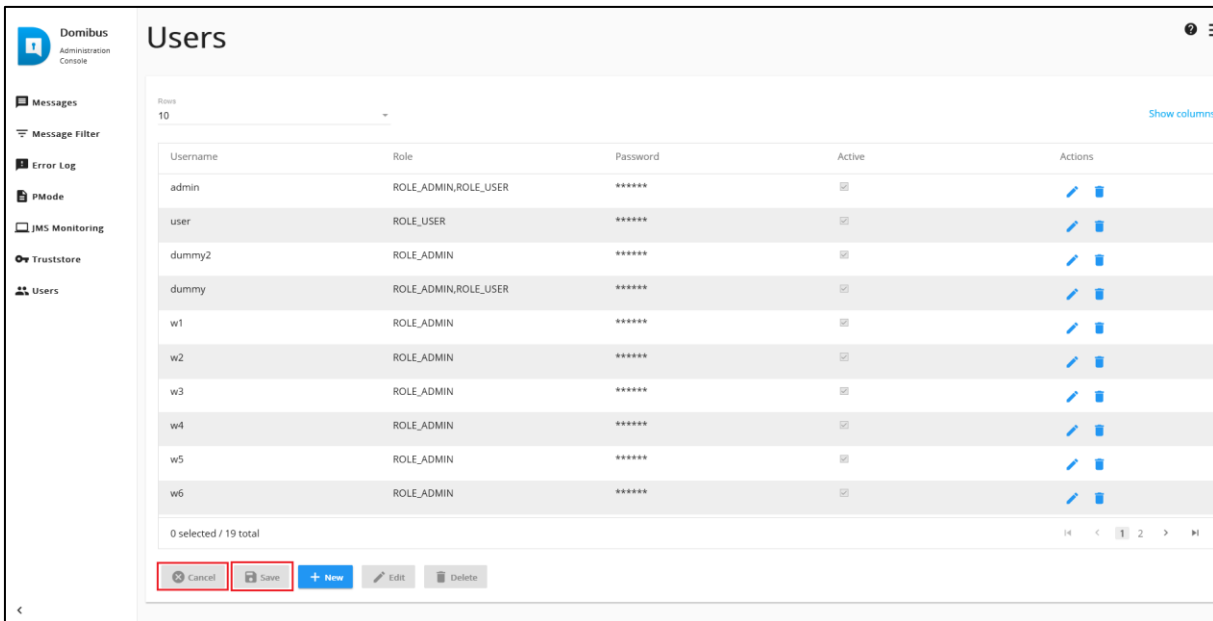 Domibus
Administration
Console
Users
Messages
Message Filter
Error Log
PMode
JMS Monitoring
Truststore
Users
Rows
10
Show columns
Username Role Password Active Actions
admin ROLE_ADMIN,ROLE_USER ******
user ROLE_USER ******
dummy2 ROLE_ADMIN ******
dummy ROLE_ADMIN,ROLE_USER ******
w1 ROLE_ADMIN ******
w2 ROLE_ADMIN ******
w3 ROLE_ADMIN ******
w4 ROLE_ADMIN ******
w5 ROLE_ADMIN ******
w6 ROLE_ADMIN ******
0 selected / 19 total 1 2
Cancel Save + New Edit Delete